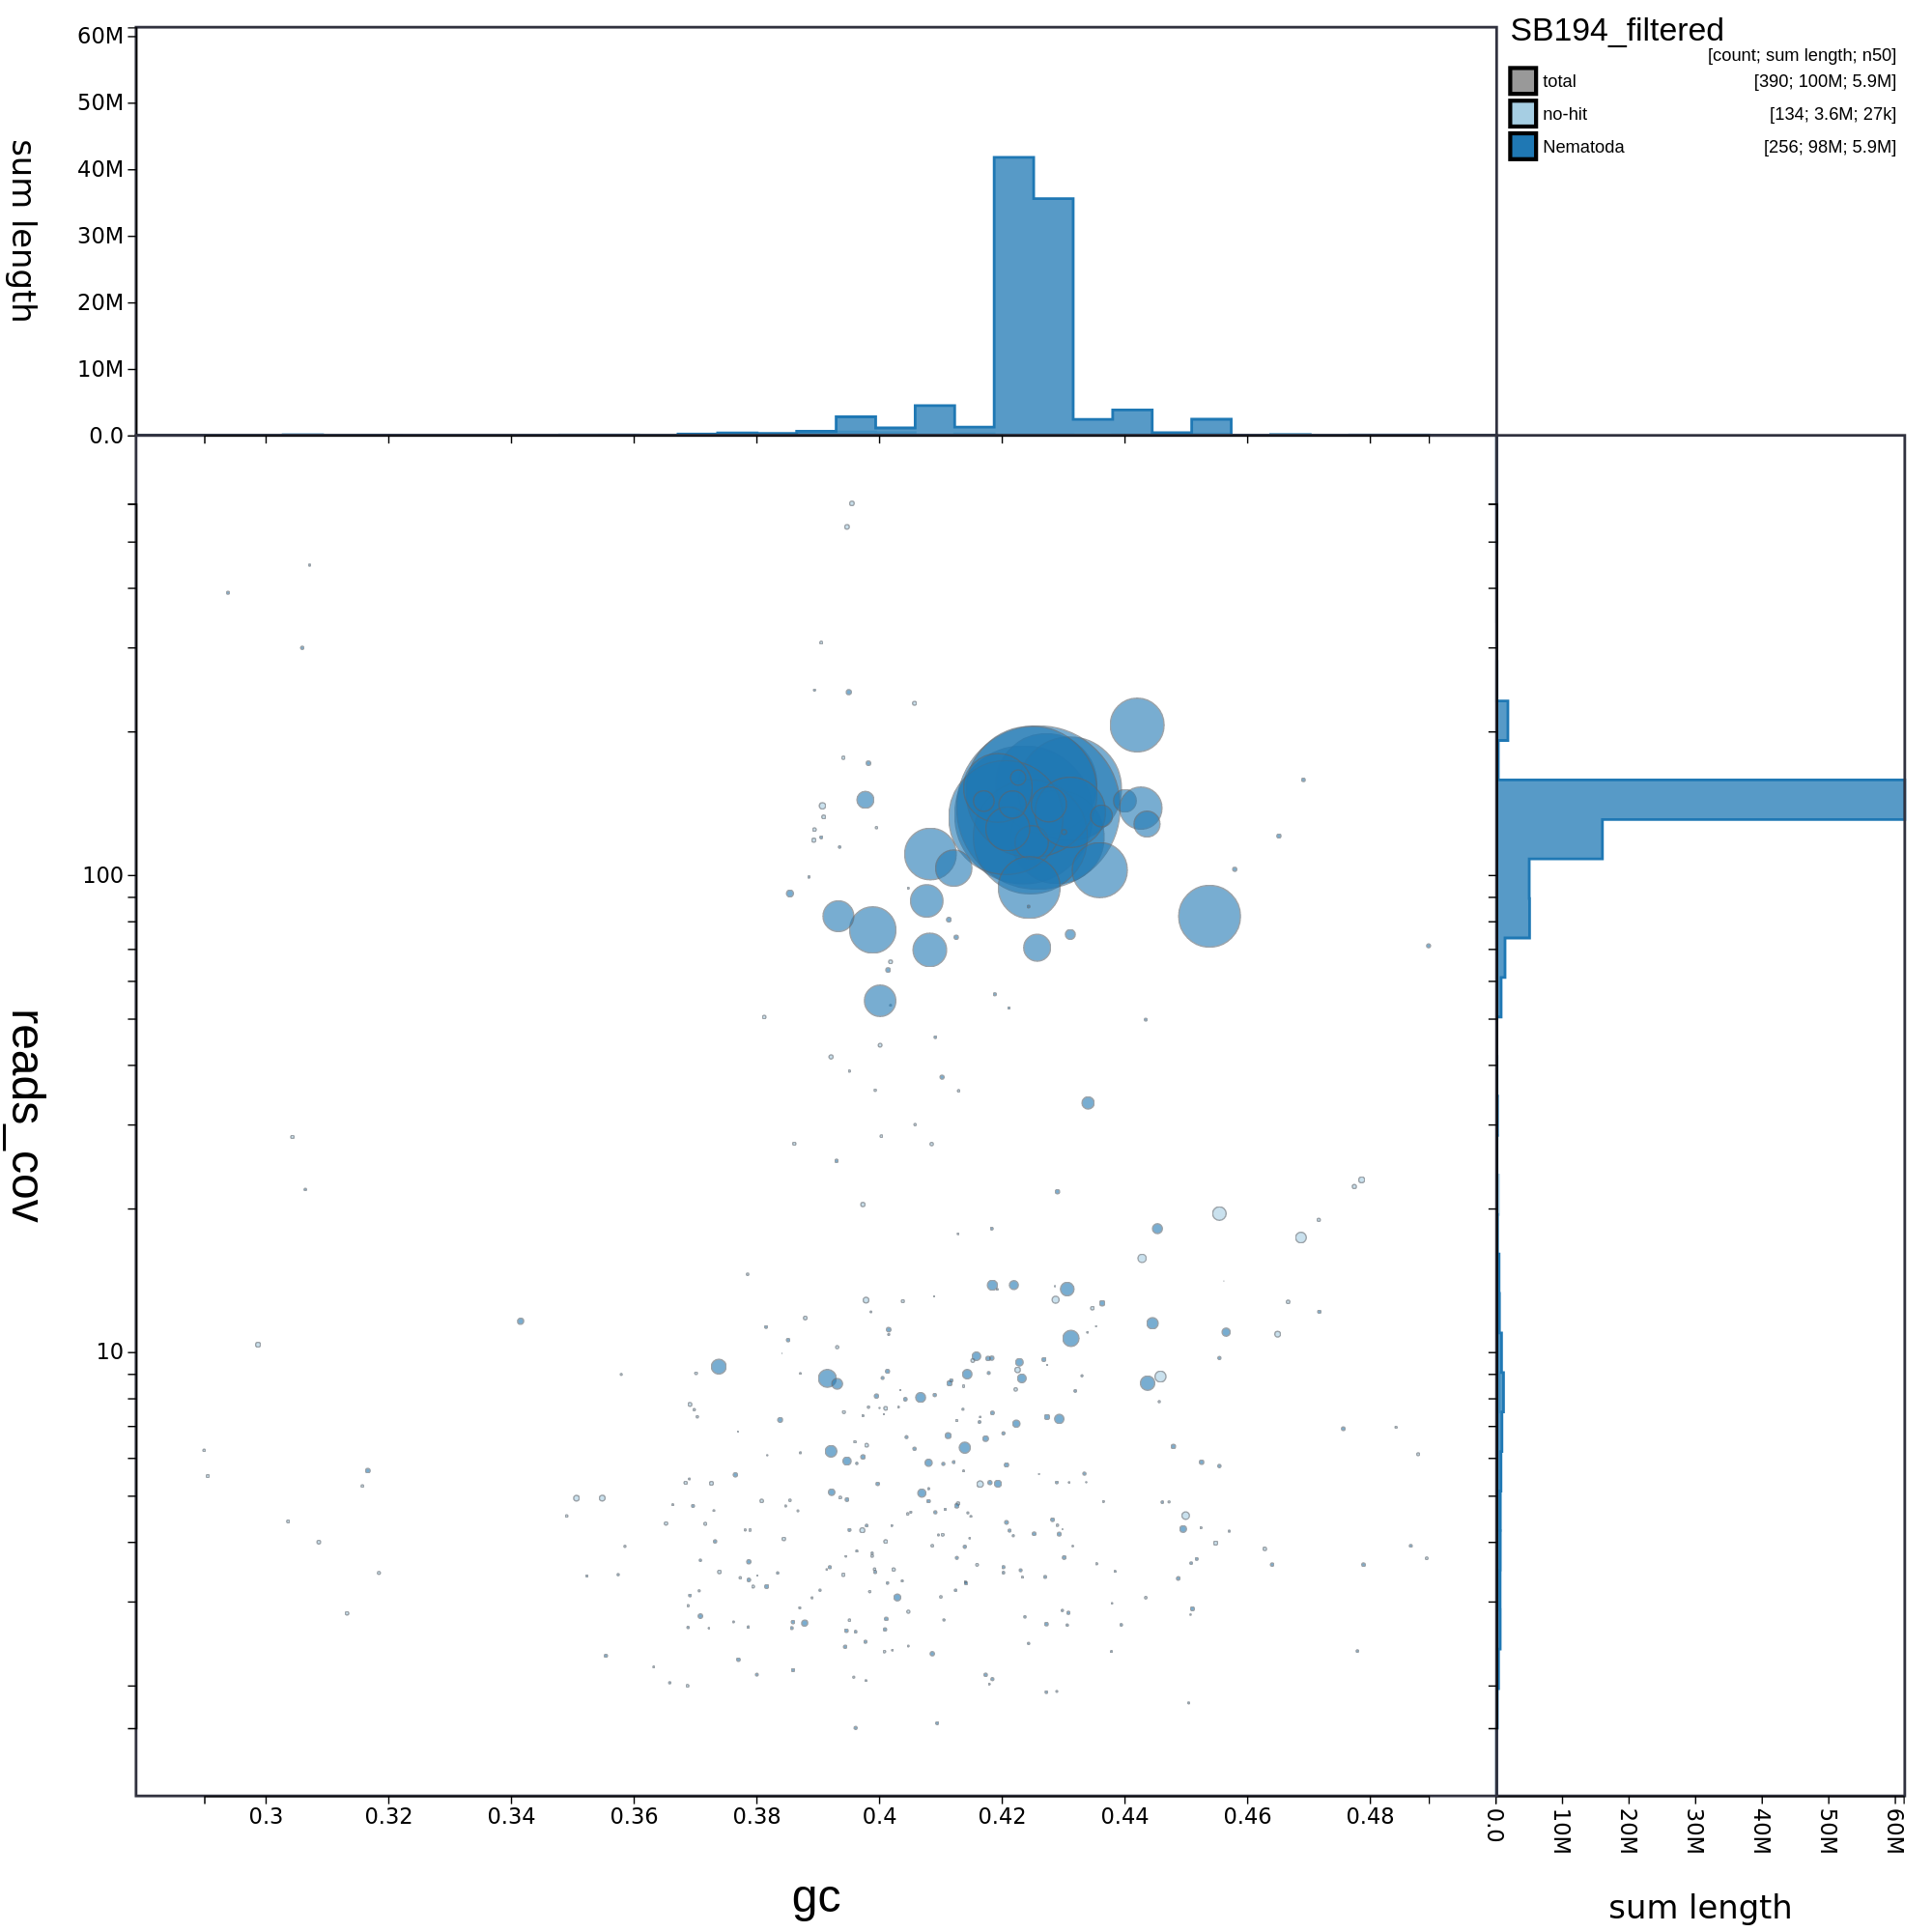 SB194_filtered
[count; sum length; n50]
total [390; 100M; 5.9M]
no-hit [134; 3.6M; 27k]
Nematoda [256; 98M; 5.9M]
sum length
60M
50M
40M
30M
20M
10M
0.0
reads_cov
100
10
0.3 0.32 0.34 0.36 0.38 0.4 0.42 0.44 0.46 0.48
gc
0.0 10M 20M 30M 40M 50M 60M
sum length